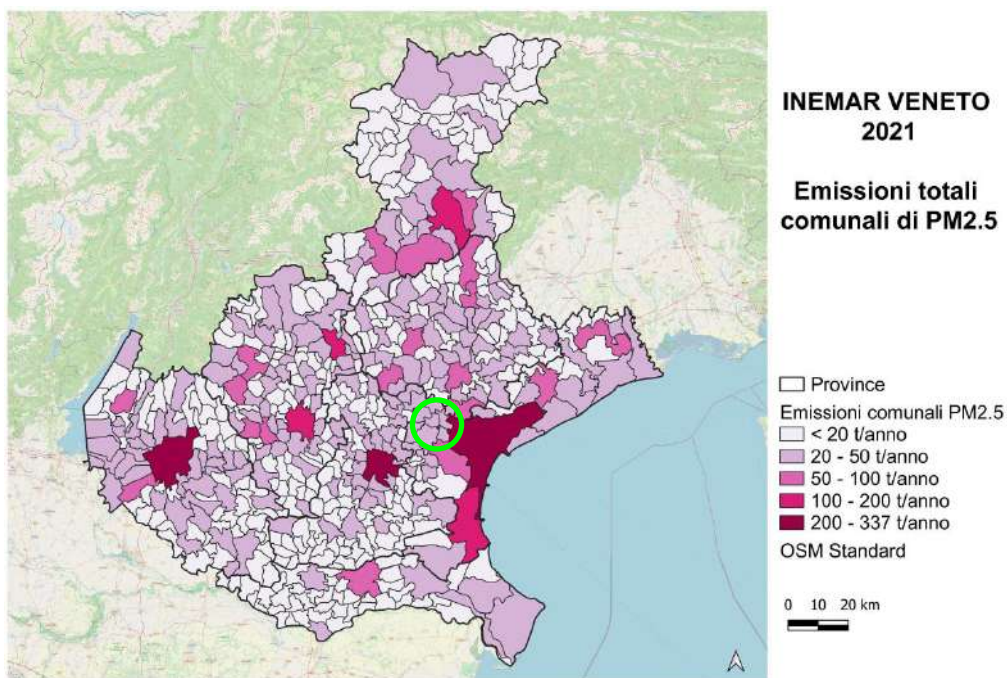 INEMAR VENETO
2021
Emissioni totali
comunali di PM2.5
Province
Emissioni comunali PM2.5
< 20 t/anno
20 - 50 t/anno
50 - 100 t/anno
100 - 200 t/anno
200 - 337 t/anno
OSM Standard
0 10 20 km